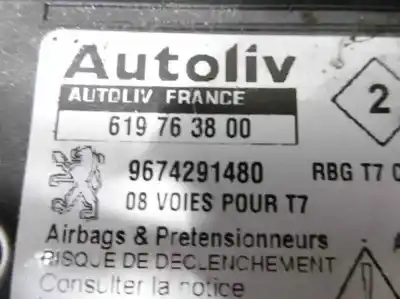 Autoliv
AUTOLIV FRANCE
2
619 76 38 00
9674291480 RBG T7
08 VOIES POUR T7
Airbags & Pretensionneurs
RISQUE DE DECLENCHEMENT
Consulter la notice